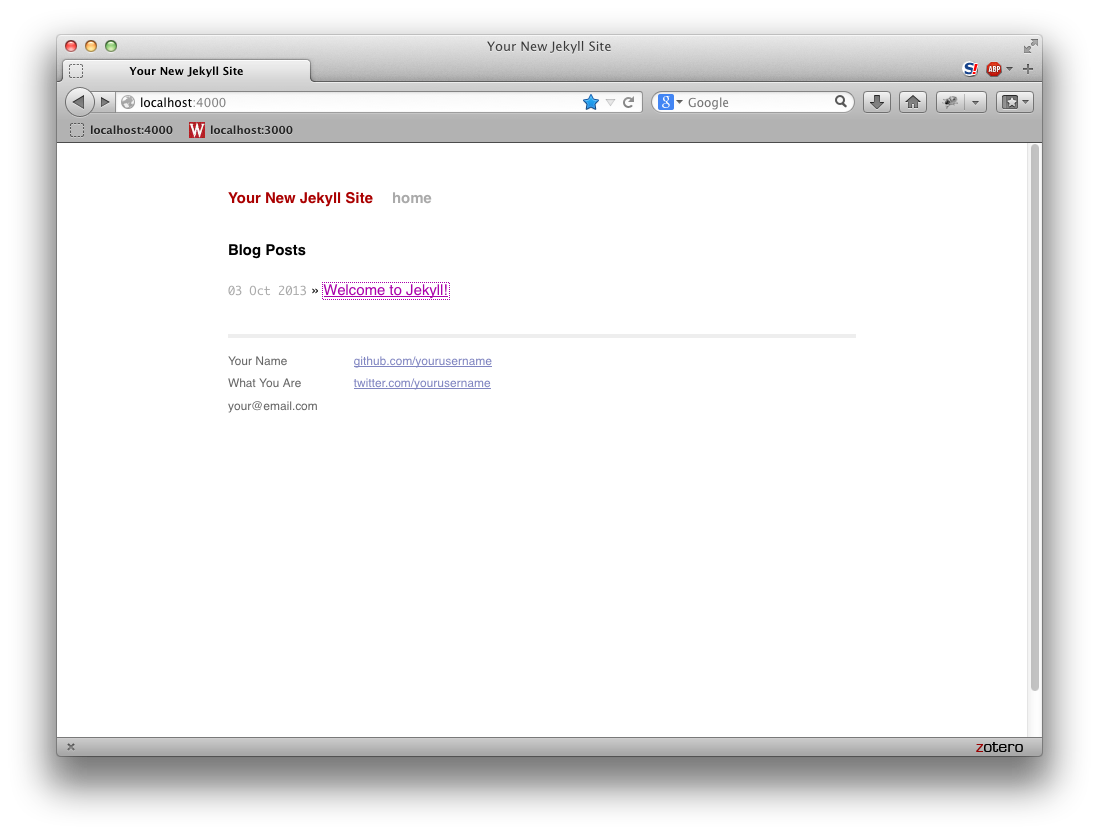 Your New Jekyll Site
Your New Jekyll Site
S! ABP
localhost:4000 8 Google
localhost:4000 W localhost:3000
Your New Jekyll Site home
Blog Posts
03 Oct 2013 » Welcome to Jekyll!
Your Name github.com/yourusername
What You Are twitter.com/yourusername
your@email.com
zotero